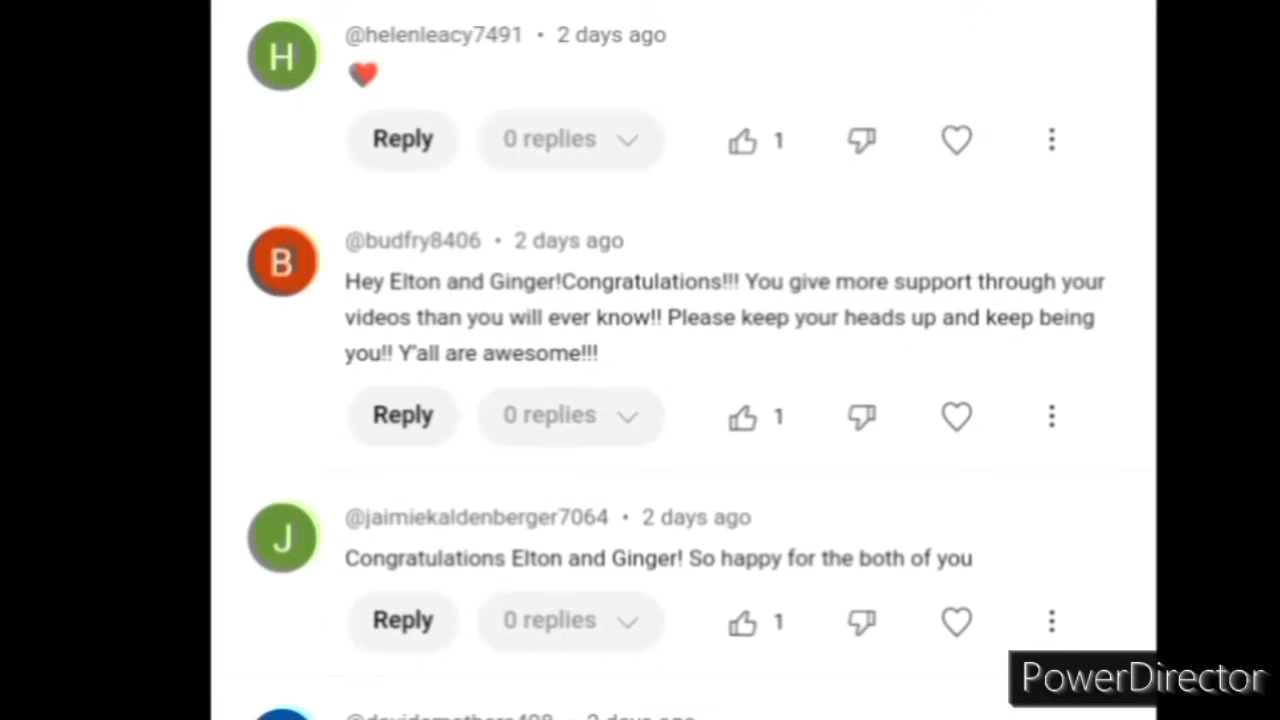 H
@helenleacy7491 • 2 days ago
❤️
Reply
0 replies
1
B
@budfry8406 • 2 days ago
Hey Elton and Ginger!Congratulations!!! You give more support through your
videos than you will ever know!! Please keep your heads up and keep being
you!! Y'all are awesome!!!
Reply
0 replies
1
J
@jaimiekaldenberger7064 • 2 days ago
Congratulations Elton and Ginger! So happy for the both of you
Reply
0 replies
1
PowerDirector
2 days ago